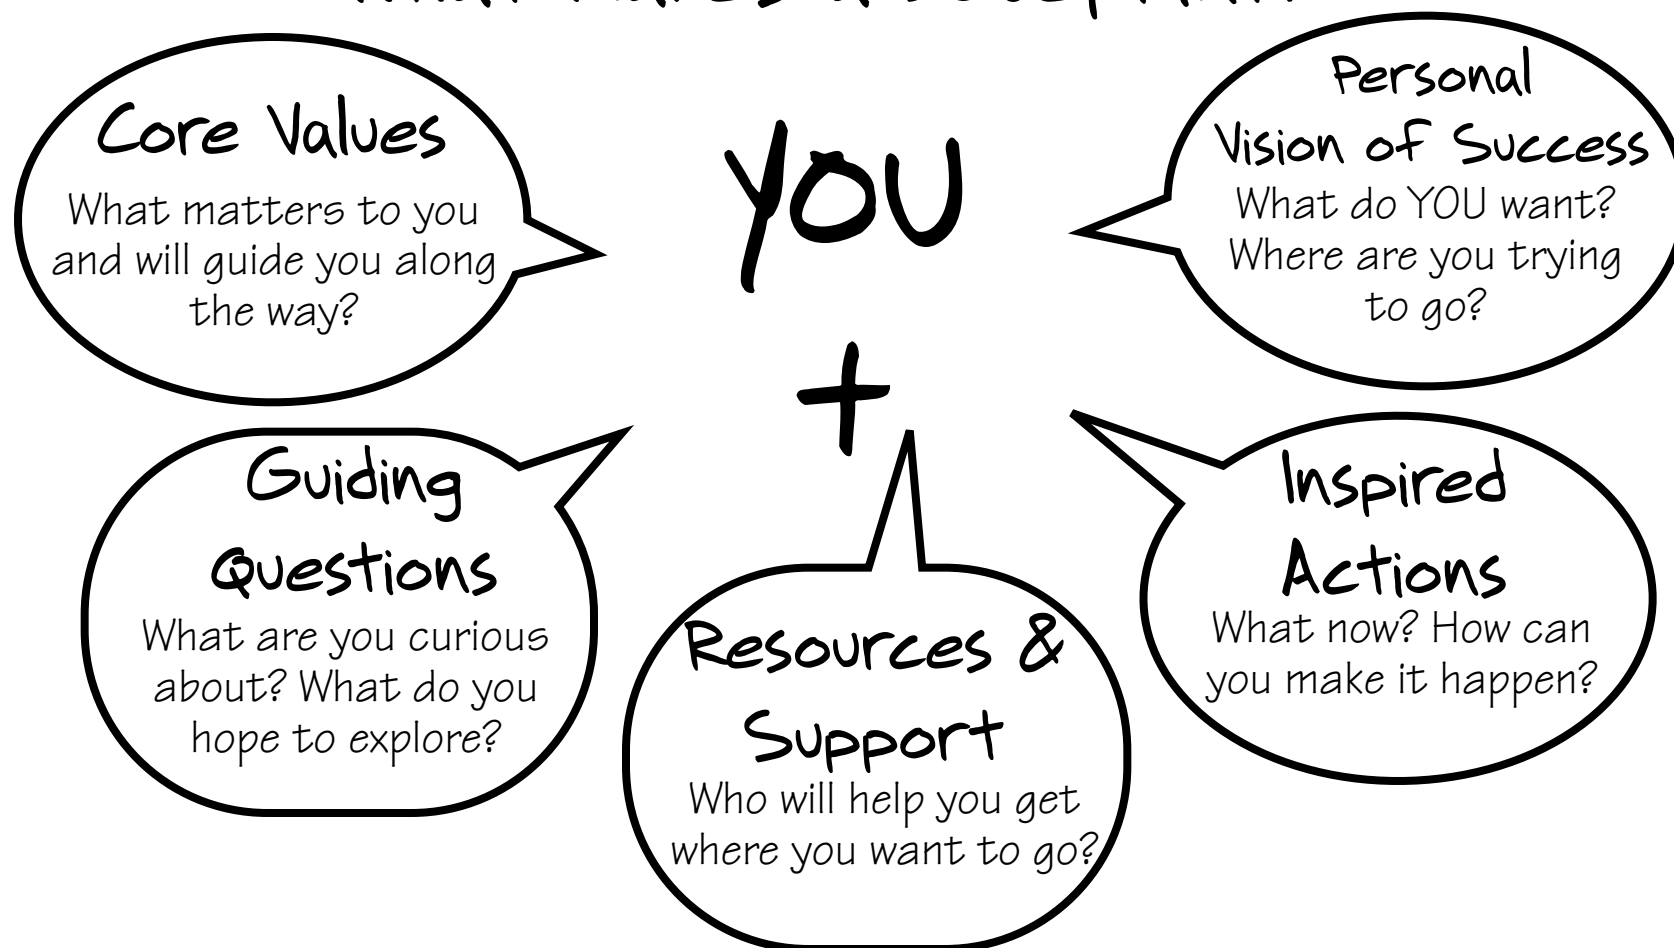 Core Values
What matters to you
and will guide you along
the way?
YOU
+
Personal
Vision of Success
What do YOU want?
Where are you trying
to go?
Guiding
Questions
What are you curious
about? What do you
hope to explore?
Resources &
Support
Who will help you get
where you want to go?
Inspired
Actions
What now? How can
you make it happen?